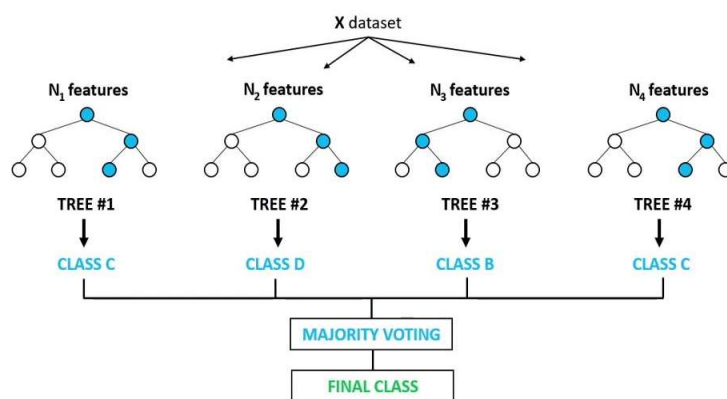 X dataset
N₁ features
N₂ features
N₃ features
N₄ features
TREE #1
TREE #2
TREE #3
TREE #4
CLASS C
CLASS D
CLASS B
CLASS C
MAJORITY VOTING
FINAL CLASS